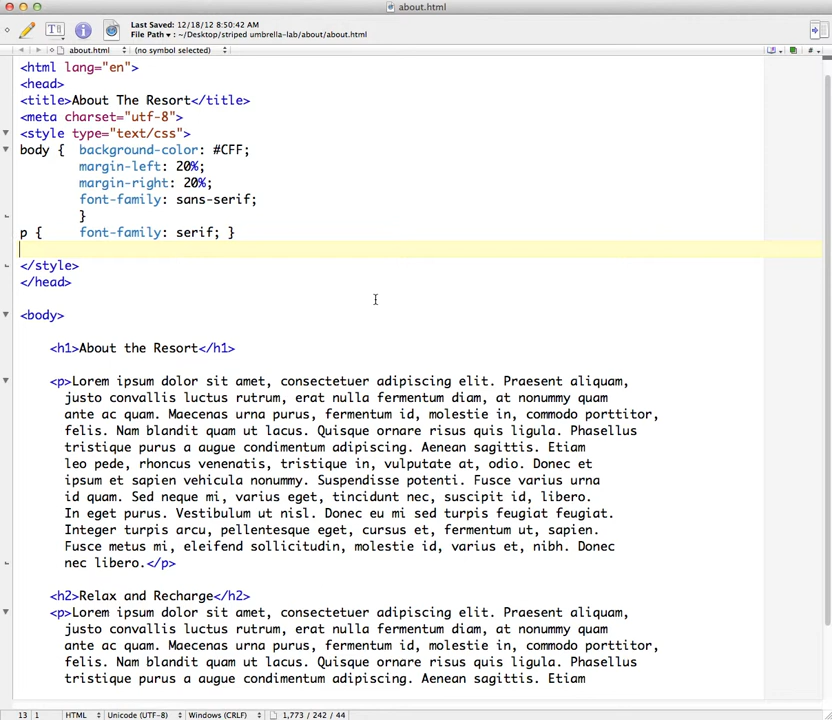 about.html
Last Saved: 12/18/12 8:50:42 AM
File Path ▾ : ~/Desktop/striped umbrella-lab/about/about.html
about.html (no symbol selected)
<html lang="en">
<head>
<title>About The Resort</title>
<meta charset="utf-8">
<style type="text/css">
body { background-color: #CFF;
margin-left: 20%;
margin-right: 20%;
font-family: sans-serif;
}
p { font-family: serif; }
</style>
</head>
<body>
<h1>About the Resort</h1>
<p>Lorem ipsum dolor sit amet, consectetuer adipiscing elit. Praesent aliquam,
justo convallis luctus rutrum, erat nulla fermentum diam, at nonummy quam
ante ac quam. Maecenas urna purus, fermentum id, molestie in, commodo porttitor,
felis. Nam blandit quam ut lacus. Quisque ornare risus quis ligula. Phasellus
tristique purus a augue condimentum adipiscing. Aenean sagittis. Etiam
leo pede, rhoncus venenatis, tristique in, vulputate at, odio. Donec et
ipsum et sapien vehicula nonummy. Suspendisse potenti. Fusce varius urna
id quam. Sed neque mi, varius eget, tincidunt nec, suscipit id, libero.
In eget purus. Vestibulum ut nisl. Donec eu mi sed turpis feugiat feugiat.
Integer turpis arcu, pellentesque eget, cursus et, fermentum ut, sapien.
Fusce metus mi, eleifend sollicitudin, molestie id, varius et, nibh. Donec
nec libero.</p>
<h2>Relax and Recharge</h2>
<p>Lorem ipsum dolor sit amet, consectetuer adipiscing elit. Praesent aliquam,
justo convallis luctus rutrum, erat nulla fermentum diam, at nonummy quam
ante ac quam. Maecenas urna purus, fermentum id, molestie in, commodo porttitor,
felis. Nam blandit quam ut lacus. Quisque ornare risus quis ligula. Phasellus
tristique purus a augue condimentum adipiscing. Aenean sagittis. Etiam
13 1 HTML Unicode (UTF-8) Windows (CRLF) 1,773 / 242 / 44